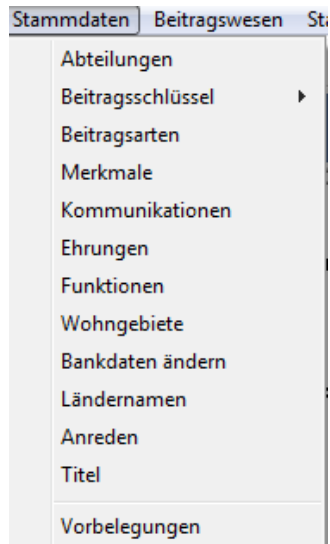 Stammdaten Beitragswesen
Abteilungen
Beitragsschlüssel
Beitragsarten
Merkmale
Kommunikationen
Ehrungen
Funktionen
Wohngebiete
Bankdaten ändern
Ländernamen
Anreden
Titel
Vorbelegungen